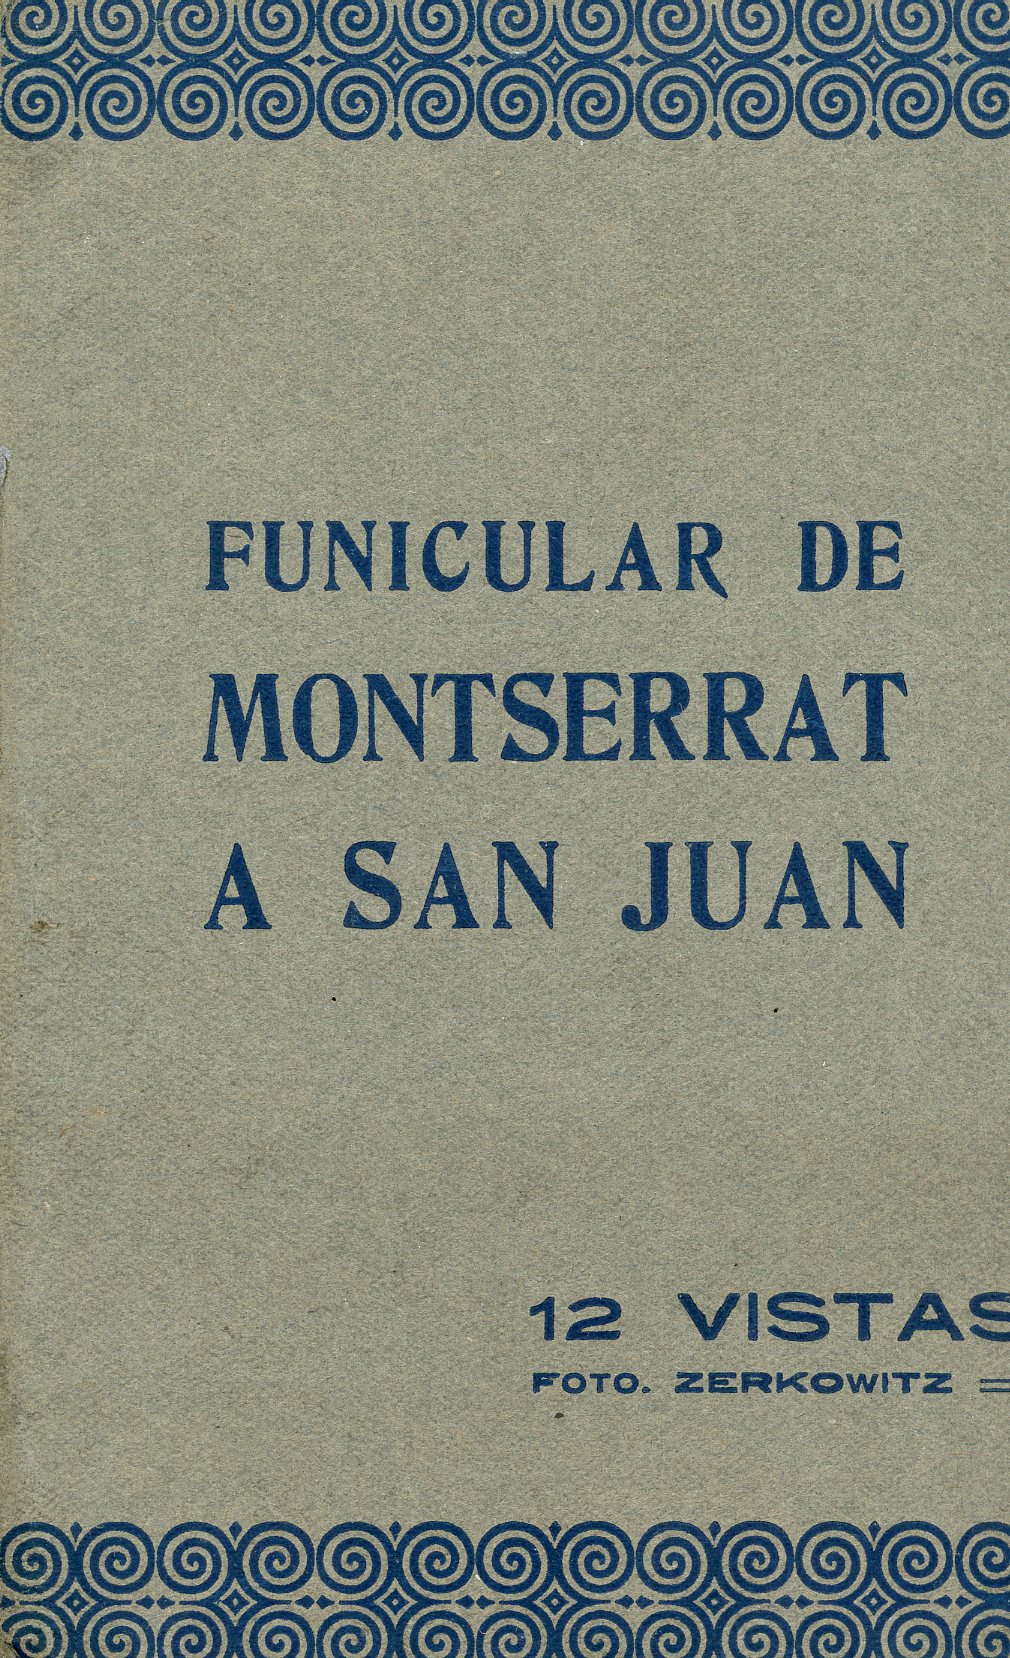 FUNICULAR DE
MONTSERRAT
A SAN JUAN
12 VISTAS
FOTO. ZERKOWITZ